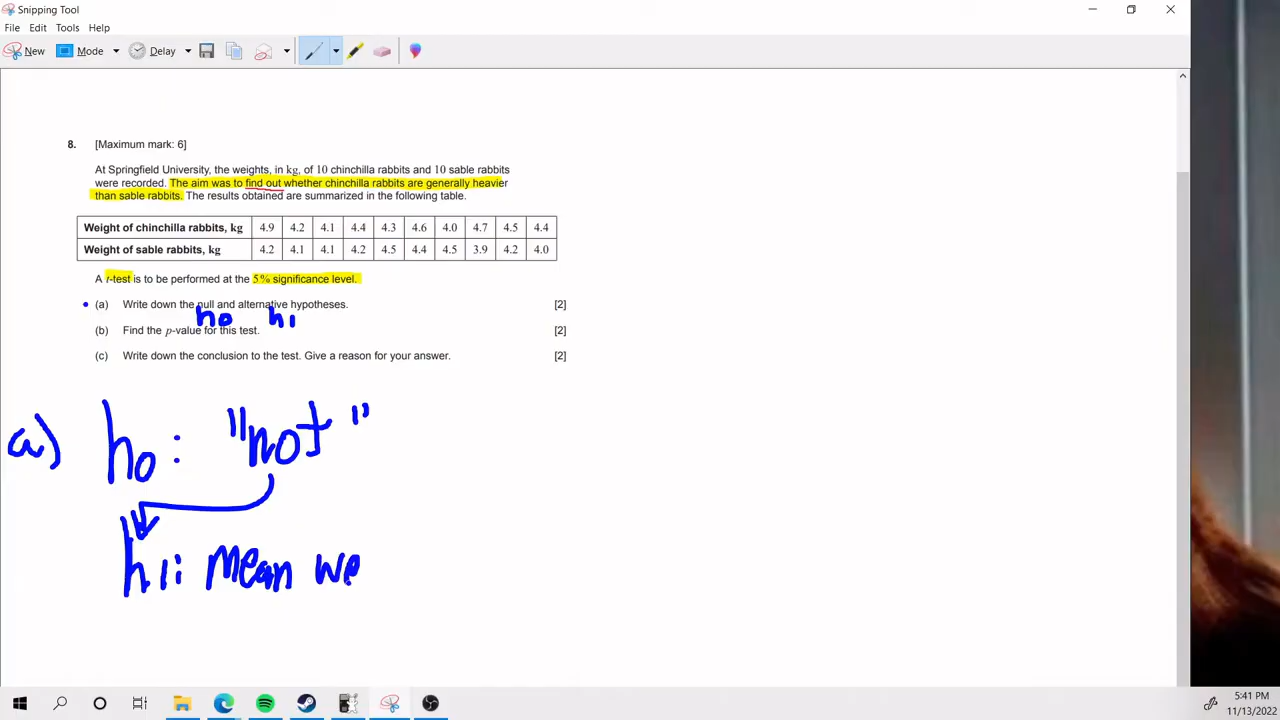 Snipping Tool
File Edit Tools Help
New Mode Delay
8. [Maximum mark: 6]
At Springfield University, the weights, in kg, of 10 chinchilla rabbits and 10 sable rabbits
were recorded. The aim was to find out whether chinchilla rabbits are generally heavier
than sable rabbits. The results obtained are summarized in the following table.
Weight of chinchilla rabbits, kg 4.9 4.2 4.1 4.4 4.3 4.6 4.0 4.7 4.5 4.4
Weight of sable rabbits, kg 4.2 4.1 4.1 4.2 4.5 4.4 4.5 3.9 4.2 4.0
A t-test is to be performed at the 5% significance level.
(a) Write down the null and alternative hypotheses. [2]
h0 h1
(b) Find the p-value for this test. [2]
(c) Write down the conclusion to the test. Give a reason for your answer. [2]
a) h0: "not"
h1: Mean we
5:41 PM
11/13/2022